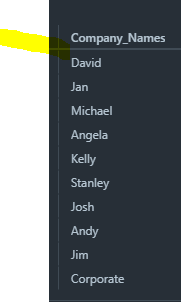 Company_Names
David
Jan
Michael
Angela
Kelly
Stanley
Josh
Andy
Jim
Corporate